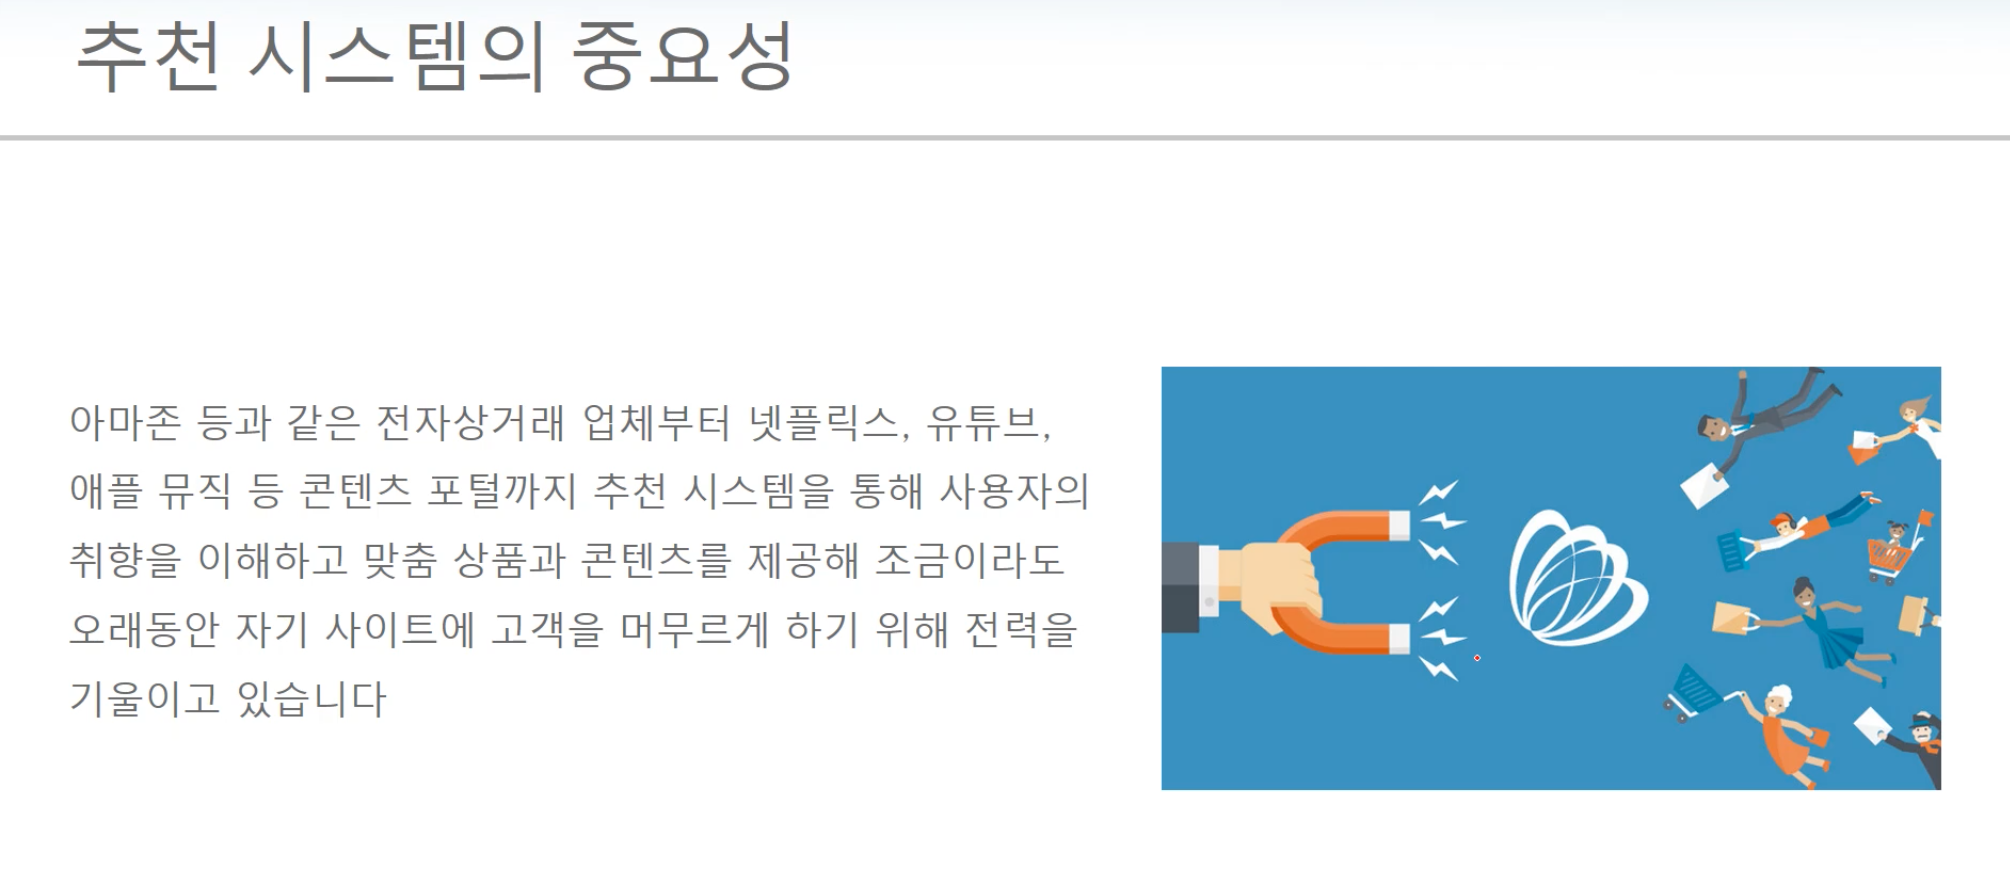 추천 시스템의 중요성
아마존 등과 같은 전자상거래 업체부터 넷플릭스, 유튜브,
애플 뮤직 등 콘텐츠 포털까지 추천 시스템을 통해 사용자의
취향을 이해하고 맞춤 상품과 콘텐츠를 제공해 조금이라도
오래동안 자기 사이트에 고객을 머무르게 하기 위해 전력을
기울이고 있습니다